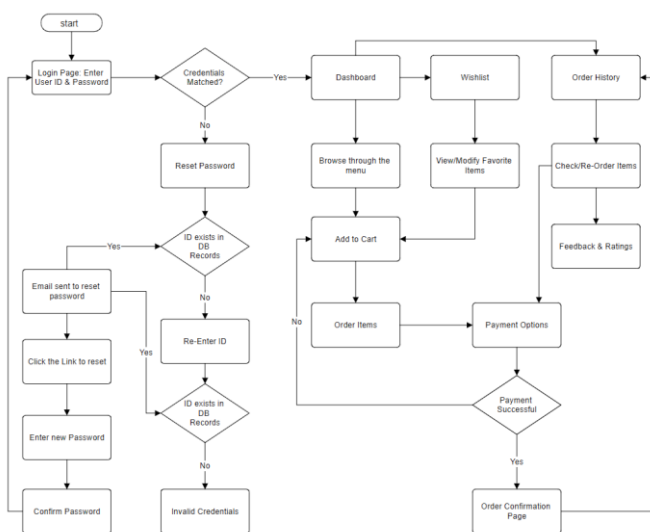 start
Login Page: Enter
User ID & Password
Credentials
Matched?
Yes
Dashboard
Wishlist
Order History
No
Reset Password
Browse through the
menu
View/Modify Favorite
Items
Check/Re-Order Items
Yes
ID exists in
DB
Records
Add to Cart
Feedback & Ratings
Email sent to reset
password
No
Order Items
Payment Options
No
Click the Link to reset
Yes
Re-Enter ID
ID exists in
DB
Records
Payment
Successful
Enter new Password
No
Yes
Confirm Password
Invalid Credentials
Order Confirmation
Page